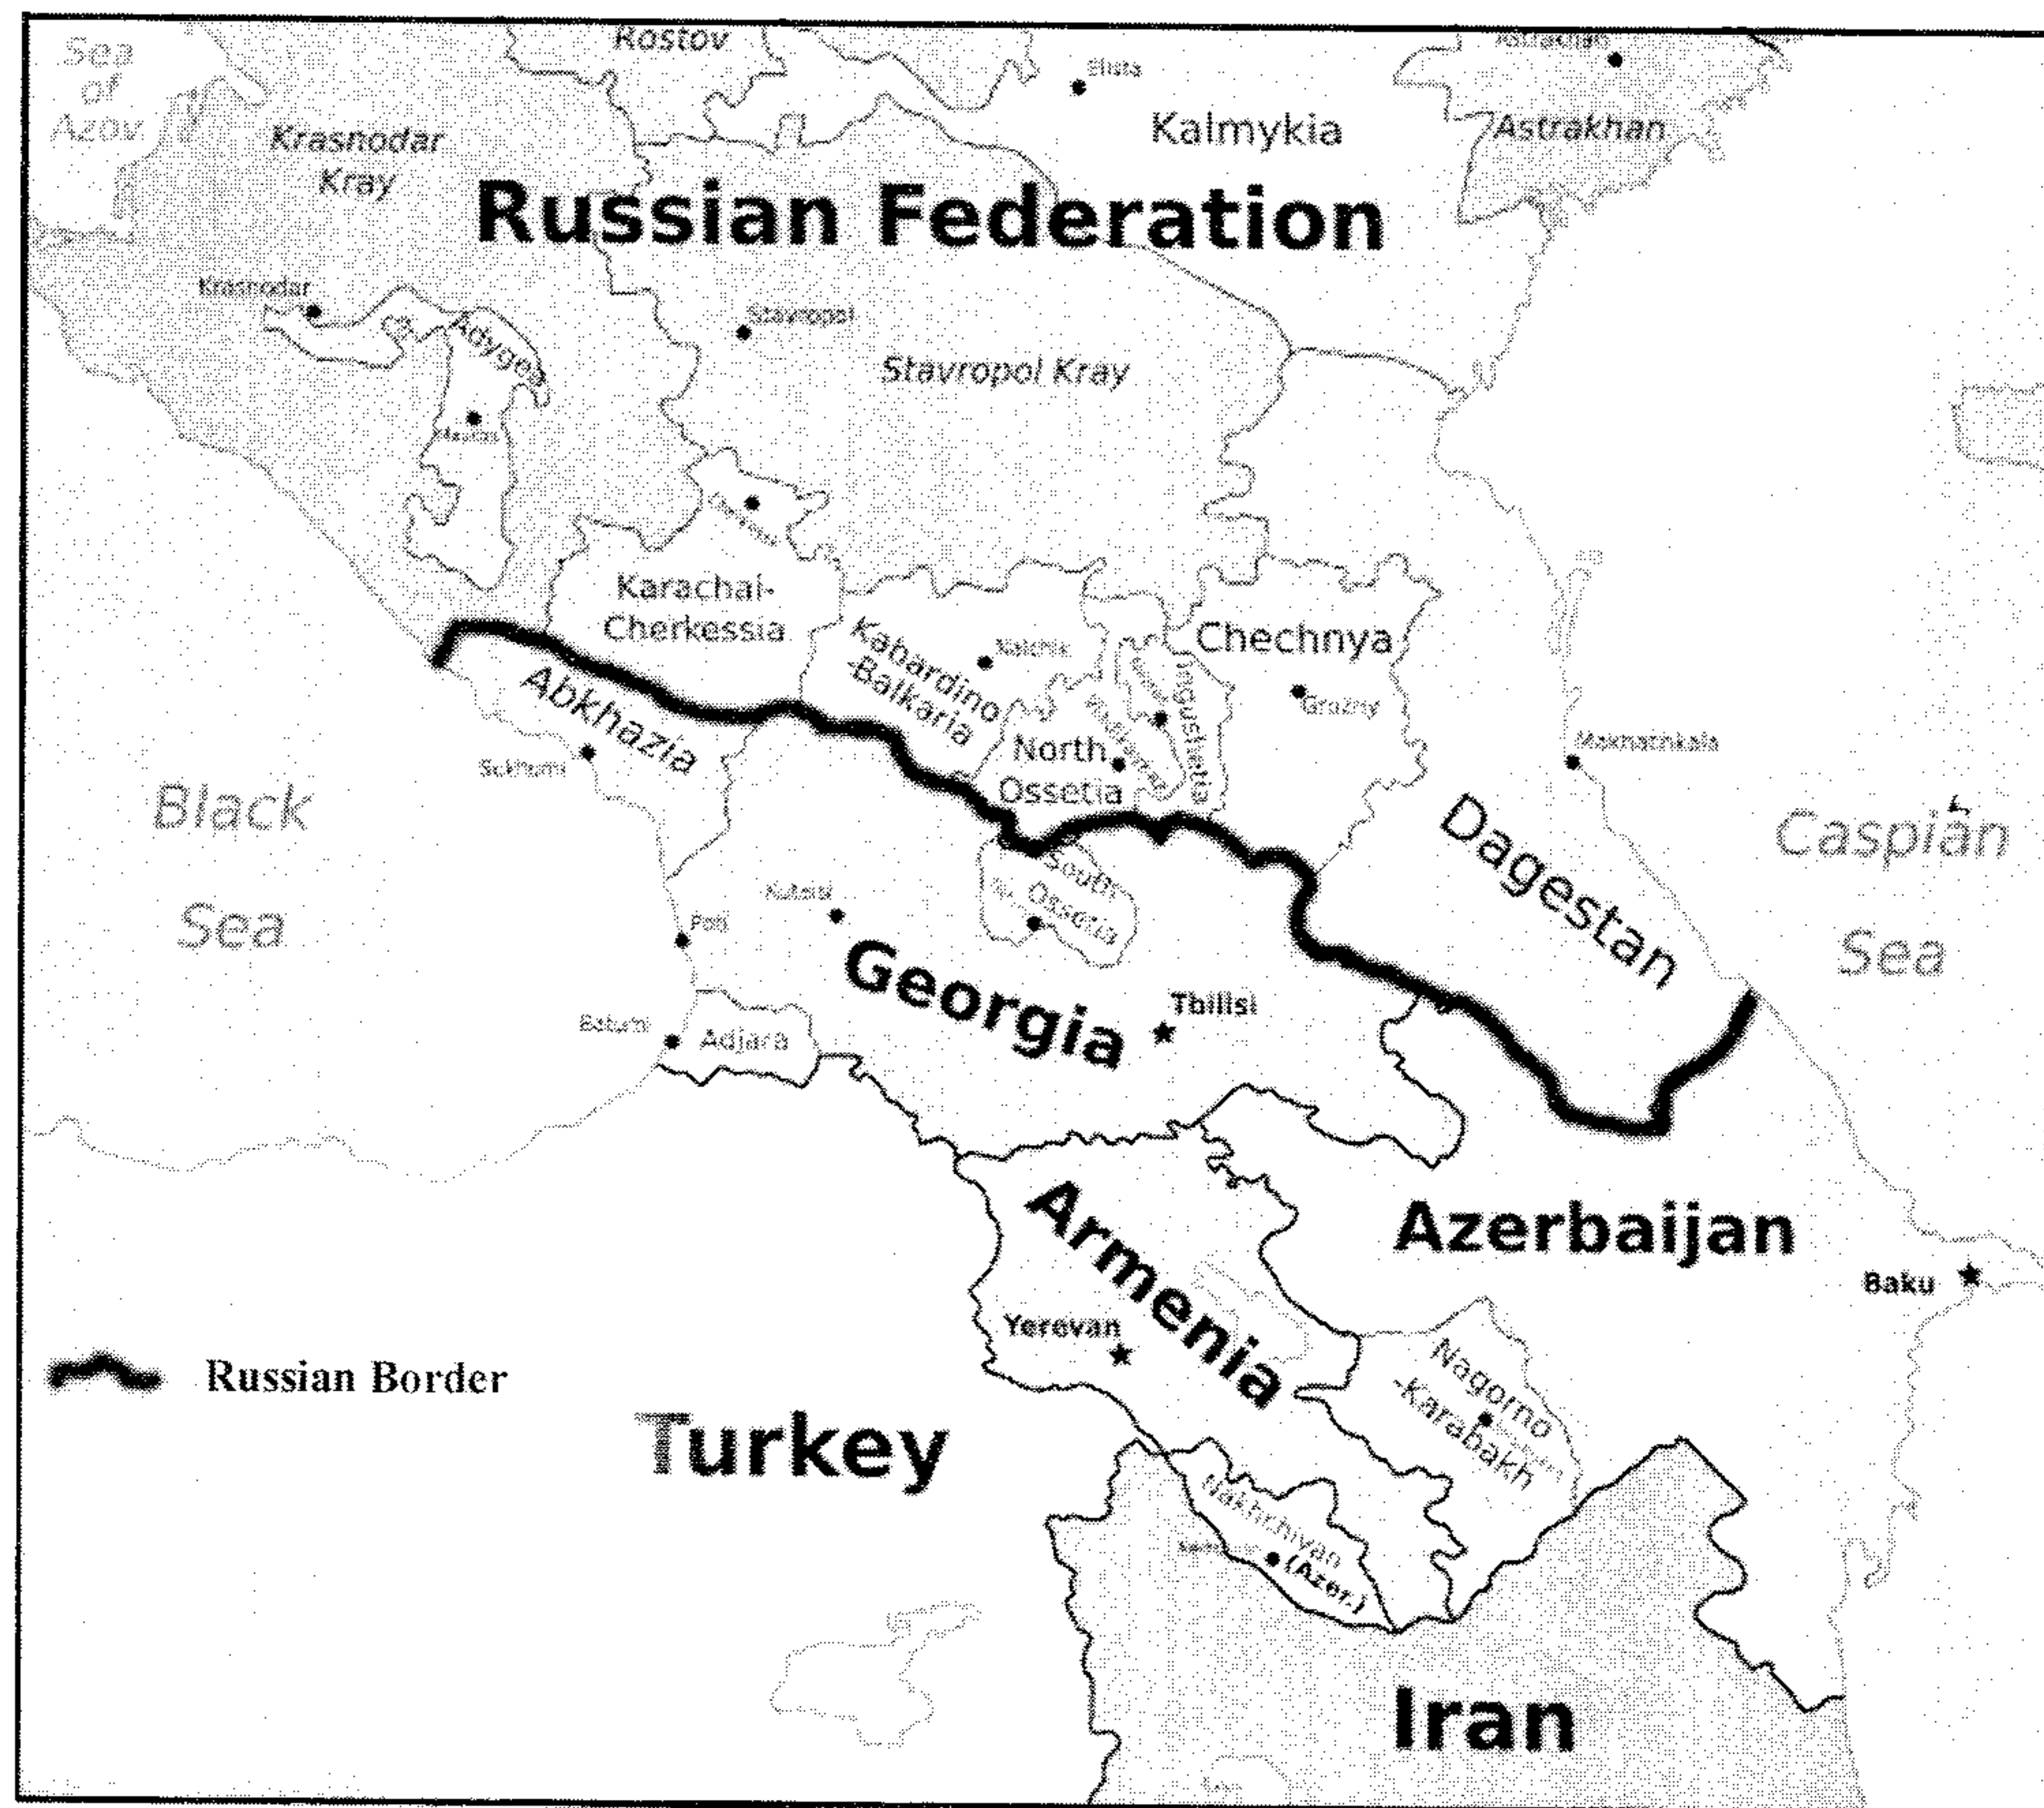 Sea
of
Azov
Rostov
Elista
Kalmykia
Astrakhan
Krasnodar
Kray
Russian Federation
Krasnodar
Adygea
Stavropol
Stavropol Kray
Karachai-
Cherkessia
Kabardino
-Balkaria
Nalchik
Chechnya
Ingushetia
Grozny
North
Ossetia
Abkhazia
Sukhumi
Makhatchkala
Dagestan
Black
Sea
Caspian
Sea
South
Ossetia
Kutaisi
Poti
Georgia
Tbilisi
Batumi
Adjara
Armenia
Azerbaijan
Baku
Yerevan
Nagorno
-Karabakh
Russian Border
Turkey
Nakhchivan
(Azer.)
Iran